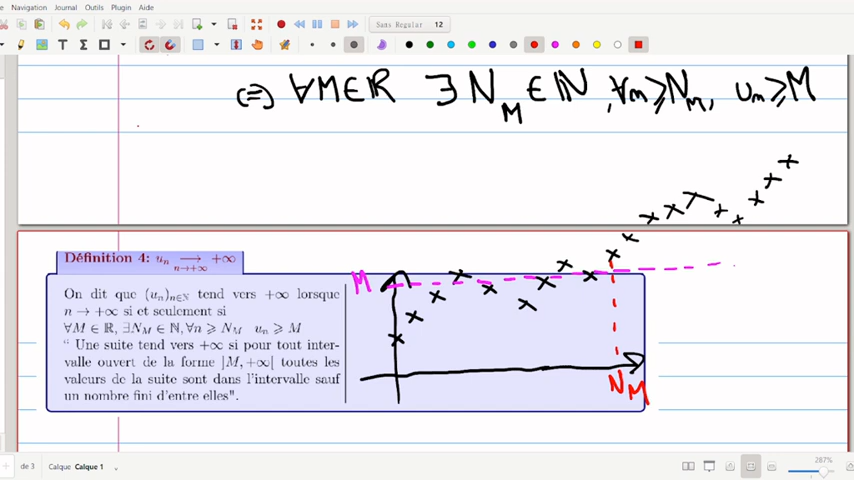 Navigation Journal Outils Plugin Aide
Sans Regular 12
(=) ∀M∈ℝ ∃ N_M ∈ ℕ, ∀n ⩾ N_M, u_n ⩾ M
Définition 4: u_n ⟶ +∞
n→+∞
On dit que (u_n)_{n∈ℕ} tend vers +∞ lorsque
n → +∞ si et seulement si
∀M ∈ ℝ, ∃N_M ∈ ℕ, ∀n ⩾ N_M u_n ⩾ M
" Une suite tend vers +∞ si pour tout inter-
valle ouvert de la forme ]M, +∞[ toutes les
valeurs de la suite sont dans l'intervalle sauf
un nombre fini d'entre elles".
M
N_M
de 3 Calque Calque 1 287%